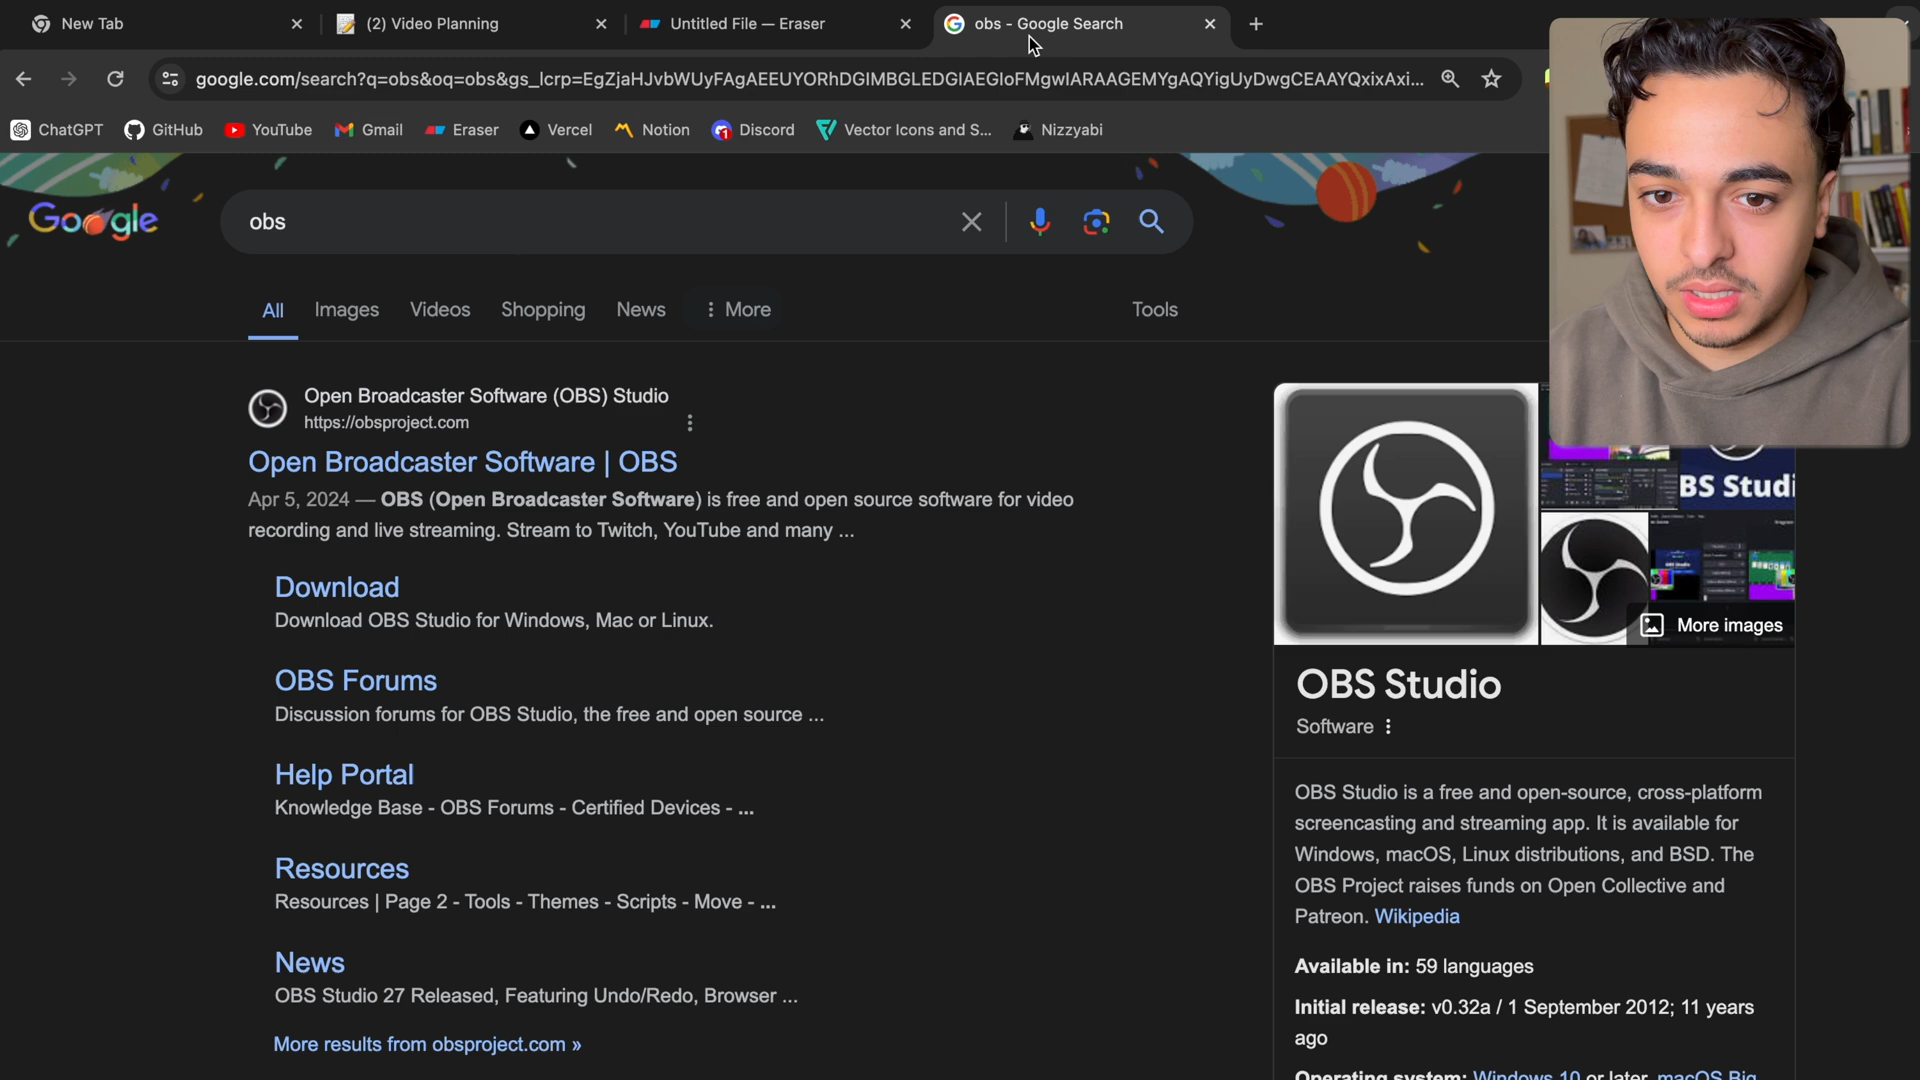 New Tab
(2) Video Planning
Untitled File — Eraser
obs - Google Search
google.com/search?q=obs&oq=obs&gs_lcrp=EgZjaHJvbWUyFAgAEEUYORhDGIMBGLEDGIAEGIoFMgwIARAAGEMYgAQYigUyDwgCEAAYQxixAxi...
ChatGPT
GitHub
YouTube
Gmail
Eraser
Vercel
Notion
Discord
Vector Icons and S...
Nizzyabi
Google
obs
All
Images
Videos
Shopping
News
More
Tools
Open Broadcaster Software (OBS) Studio
https://obsproject.com
Open Broadcaster Software | OBS
Apr 5, 2024 — OBS (Open Broadcaster Software) is free and open source software for video
recording and live streaming. Stream to Twitch, YouTube and many ...
Download
Download OBS Studio for Windows, Mac or Linux.
OBS Forums
Discussion forums for OBS Studio, the free and open source ...
Help Portal
Knowledge Base - OBS Forums - Certified Devices - ...
Resources
Resources | Page 2 - Tools - Themes - Scripts - Move - ...
News
OBS Studio 27 Released, Featuring Undo/Redo, Browser ...
More results from obsproject.com »
BS Studi
More images
OBS Studio
Software
OBS Studio is a free and open-source, cross-platform
screencasting and streaming app. It is available for
Windows, macOS, Linux distributions, and BSD. The
OBS Project raises funds on Open Collective and
Patreon. Wikipedia
Available in: 59 languages
Initial release: v0.32a / 1 September 2012; 11 years
ago
Operating system: Windows 10 or later, macOS Big